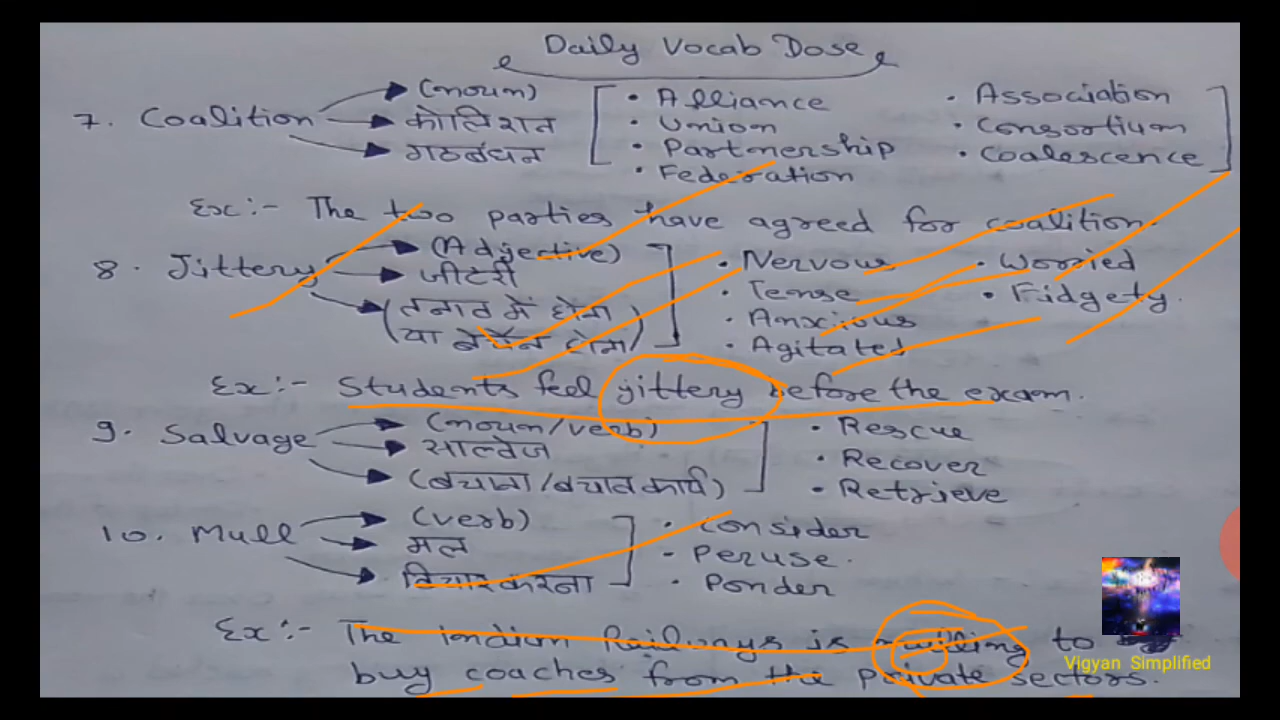 Daily Vocab Dose
7. Coalition (noun) • Alliance • Association
कोलिशन • Union • Consortium
गठबंधन • Partnership • Coalescence
• Federation
Ex:- The two parties have agreed for coalition.
8. Jittery (Adjective) • Nervous • Worried
जीटरी • Tense • Fidgety
(तनाव में होना • Anxcious
या बेचैन होना) • Agitated
Ex:- Students feel jittery before the exam.
9. Salvage (noun/verb) • Rescue
साल्वेज • Recover
(बचाना/बचाव कार्य) • Retrieve
10. Mull (verb) • Consider
मल • Peruse
विचार करना • Ponder
Ex:- The indian Railways is mulling to
buy coaches from the private sectors.
Vigyan Simplified